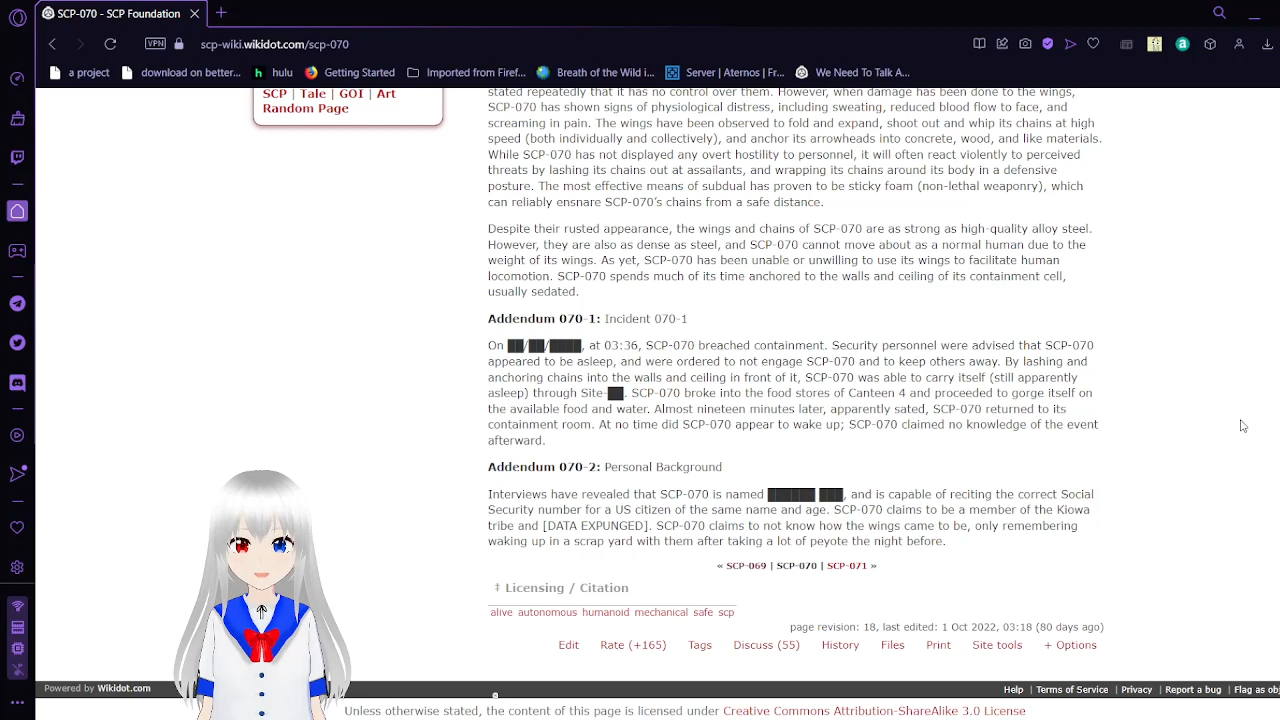 SCP-070 - SCP Foundation
VPN scp-wiki.wikidot.com/scp-070
a project download on better... hulu Getting Started Imported from Firef... Breath of the Wild i... Server | Aternos | Fr... We Need To Talk A...
SCP | Tale | GOI | Art
Random Page
stated repeatedly that it has no control over them. However, when damage has been done to the wings,
SCP-070 has shown signs of physiological distress, including sweating, reduced blood flow to face, and
screaming in pain. The wings have been observed to fold and expand, shoot out and whip its chains at high
speed (both individually and collectively), and anchor its arrowheads into concrete, wood, and like materials.
While SCP-070 has not displayed any overt hostility to personnel, it will often react violently to perceived
threats by lashing its chains out at assailants, and wrapping its chains around its body in a defensive
posture. The most effective means of subdual has proven to be sticky foam (non-lethal weaponry), which
can reliably ensnare SCP-070's chains from a safe distance.
Despite their rusted appearance, the wings and chains of SCP-070 are as strong as high-quality alloy steel.
However, they are also as dense as steel, and SCP-070 cannot move about as a normal human due to the
weight of its wings. As yet, SCP-070 has been unable or unwilling to use its wings to facilitate human
locomotion. SCP-070 spends much of its time anchored to the walls and ceiling of its containment cell,
usually sedated.
Addendum 070-1: Incident 070-1
On ██/██/████, at 03:36, SCP-070 breached containment. Security personnel were advised that SCP-070
appeared to be asleep, and were ordered to not engage SCP-070 and to keep others away. By lashing and
anchoring chains into the walls and ceiling in front of it, SCP-070 was able to carry itself (still apparently
asleep) through Site-██. SCP-070 broke into the food stores of Canteen 4 and proceeded to gorge itself on
the available food and water. Almost nineteen minutes later, apparently sated, SCP-070 returned to its
containment room. At no time did SCP-070 appear to wake up; SCP-070 claimed no knowledge of the event
afterward.
Addendum 070-2: Personal Background
Interviews have revealed that SCP-070 is named ██████ ███, and is capable of reciting the correct Social
Security number for a US citizen of the same name and age. SCP-070 claims to be a member of the Kiowa
tribe and [DATA EXPUNGED]. SCP-070 claims to not know how the wings came to be, only remembering
waking up in a scrap yard with them after taking a lot of peyote the night before.
« SCP-069 | SCP-070 | SCP-071 »
‡ Licensing / Citation
alive autonomous humanoid mechanical safe scp
page revision: 18, last edited: 1 Oct 2022, 03:18 (80 days ago)
Edit Rate (+165) Tags Discuss (55) History Files Print Site tools + Options
Powered by Wikidot.com Help | Terms of Service | Privacy | Report a bug | Flag as obj
Unless otherwise stated, the content of this page is licensed under Creative Commons Attribution-ShareAlike 3.0 License